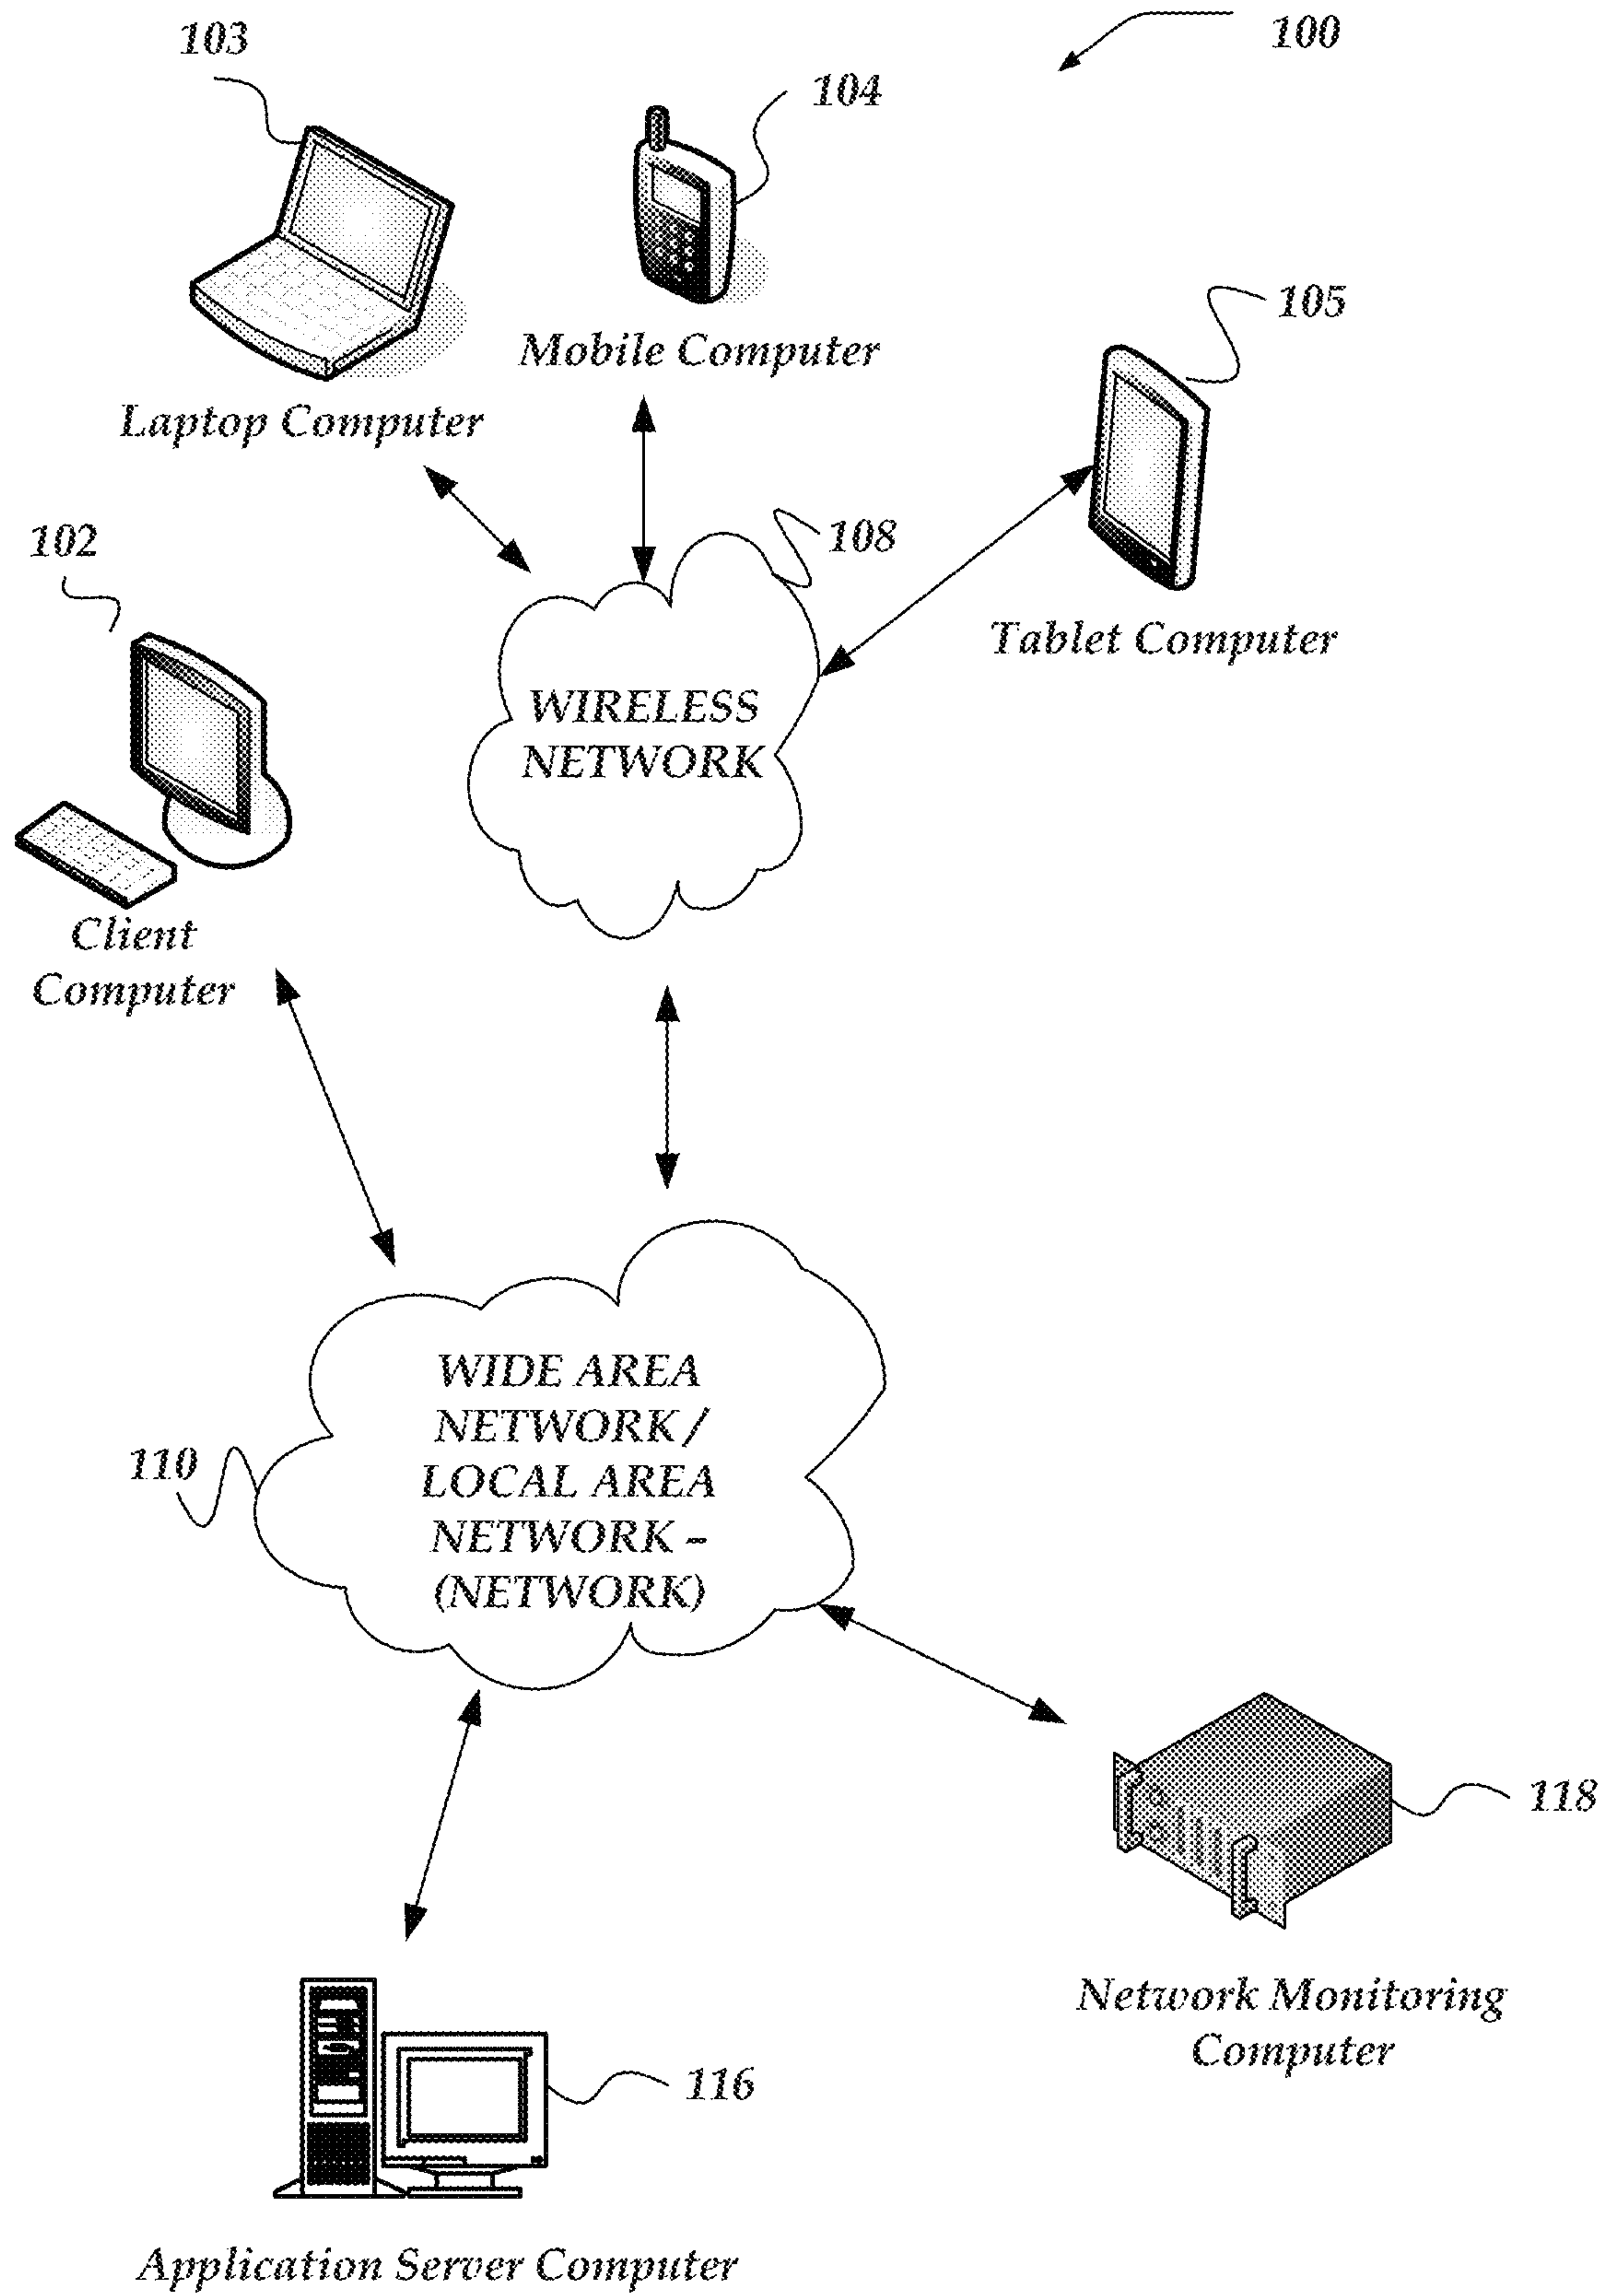 100
103
104
Mobile Computer
105
Laptop Computer
102
108
Tablet Computer
WIRELESS
NETWORK
Client
Computer
WIDE AREA
NETWORK /
LOCAL AREA
NETWORK –
(NETWORK)
110
118
Network Monitoring
Computer
116
Application Server Computer